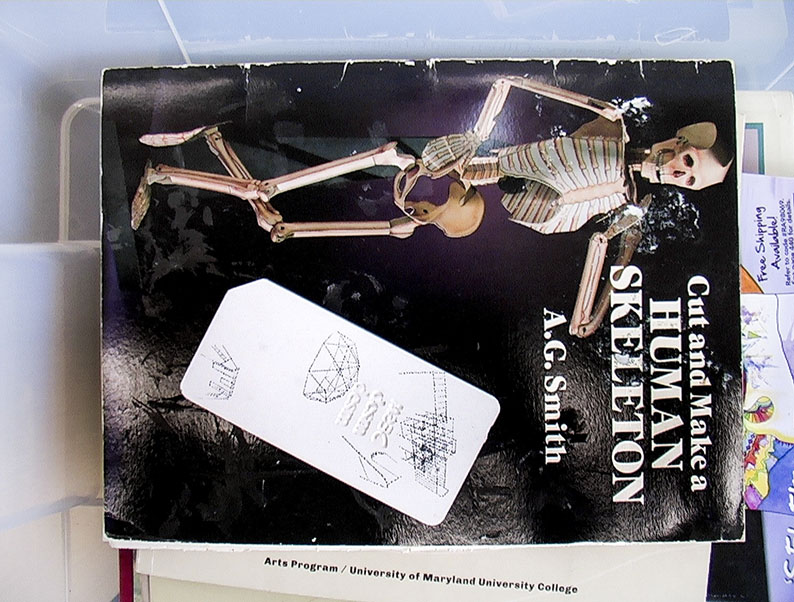 Cut and Make a
HUMAN
SKELETON
A.G. Smith
Free Shipping
Available!
Arts Program / University of Maryland University College